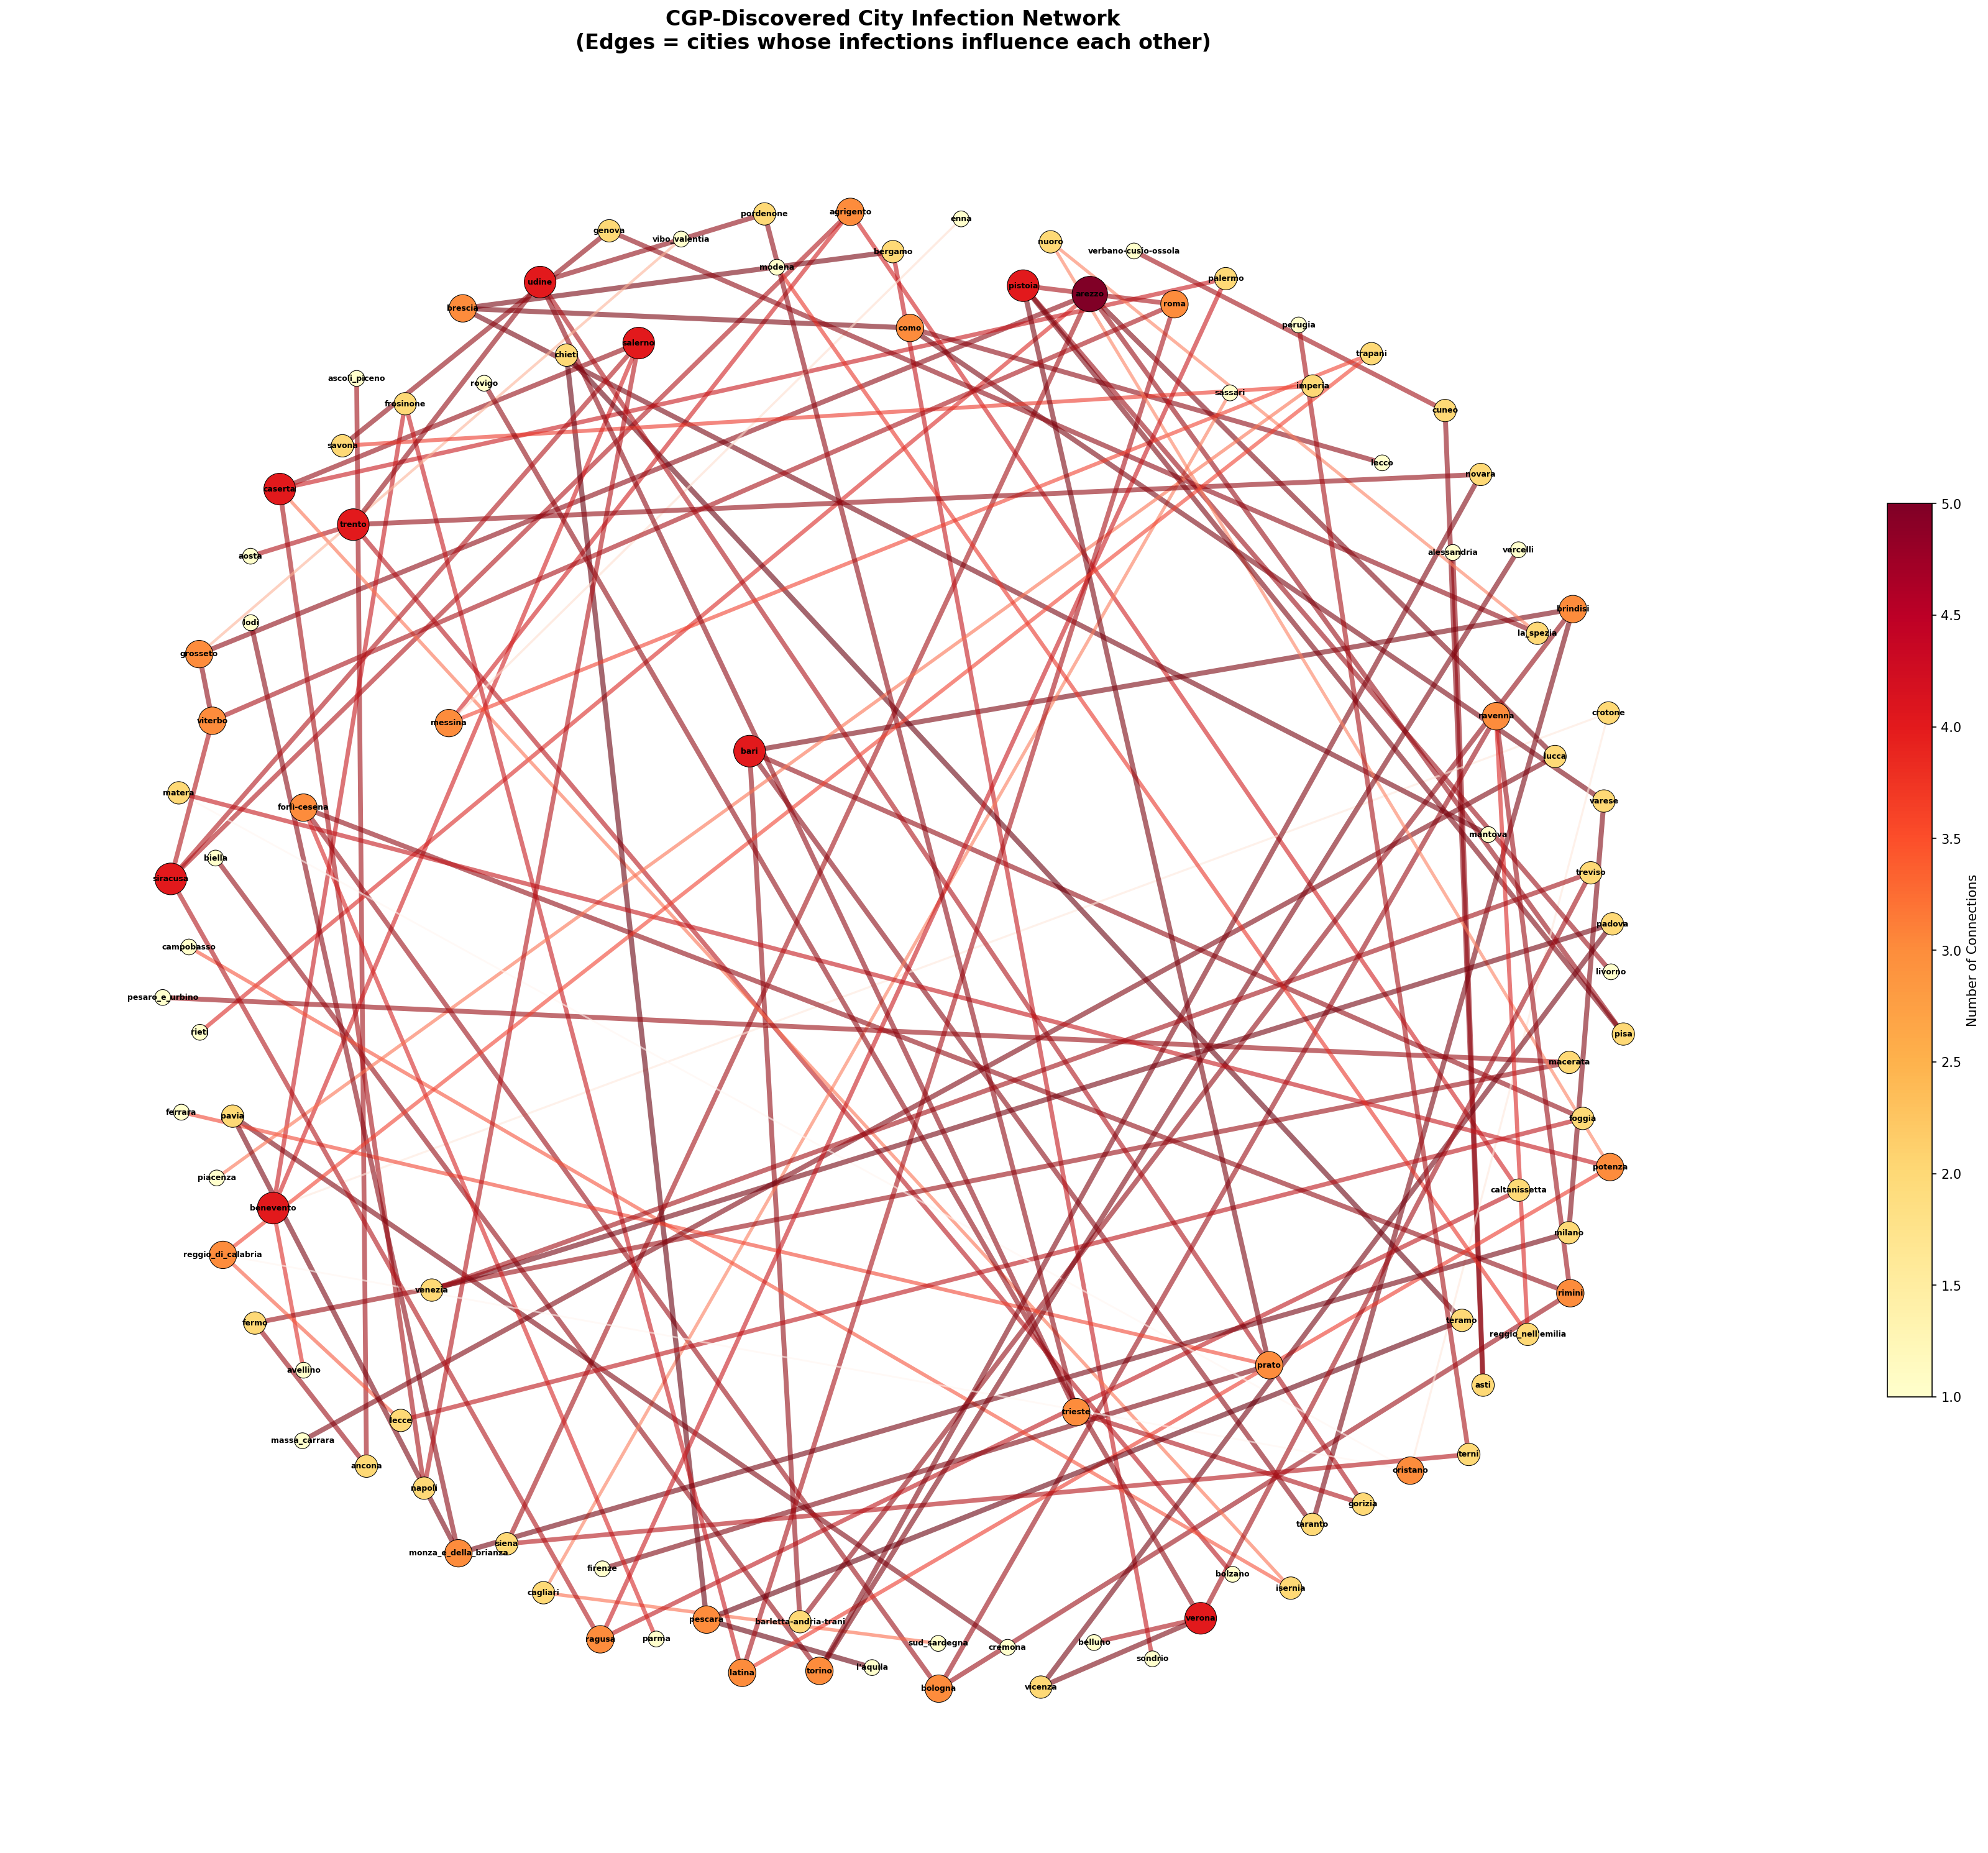 CGP-Discovered City Infection Network
(Edges = cities whose infections influence each other)
agrigento
pordenone
enna
genova
vibo_valentia
nuoro
bergamo
verbano-cusio-ossola
modena
palermo
udine
pistoia
arezzo
roma
brescia
perugia
como
salerno
trapani
chieti
ascoli_piceno
rovigo
imperia
sassari
frosinone
cuneo
savona
lecco
novara
caserta
5.0
trento
aosta
alessandria
vercelli
brindisi
4.5
lodi
la_spezia
grosseto
crotone
ravenna
viterbo
messina
4.0
bari
lucca
matera
varese
forlì-cesena
mantova
3.5
biella
treviso
siracusa
padova
campobasso
3.0
livorno
pesaro_e_urbino
rieti
pisa
Number of Connections
macerata
ferrara
pavia
foggia
2.5
potenza
piacenza
caltanissetta
benevento
2.0
milano
reggio_di_calabria
venezia
rimini
1.5
fermo
teramo
reggio_nell'emilia
prato
avellino
asti
1.0
trieste
lecce
massa_carrara
terni
ancona
oristano
napoli
gorizia
taranto
siena
monza_e_della_brianza
firenze
bolzano
isernia
cagliari
verona
pescara
barletta-andria-trani
ragusa
parma
sud_sardegna
belluno
cremona
sondrio
l'aquila
torino
latina
vicenza
bologna